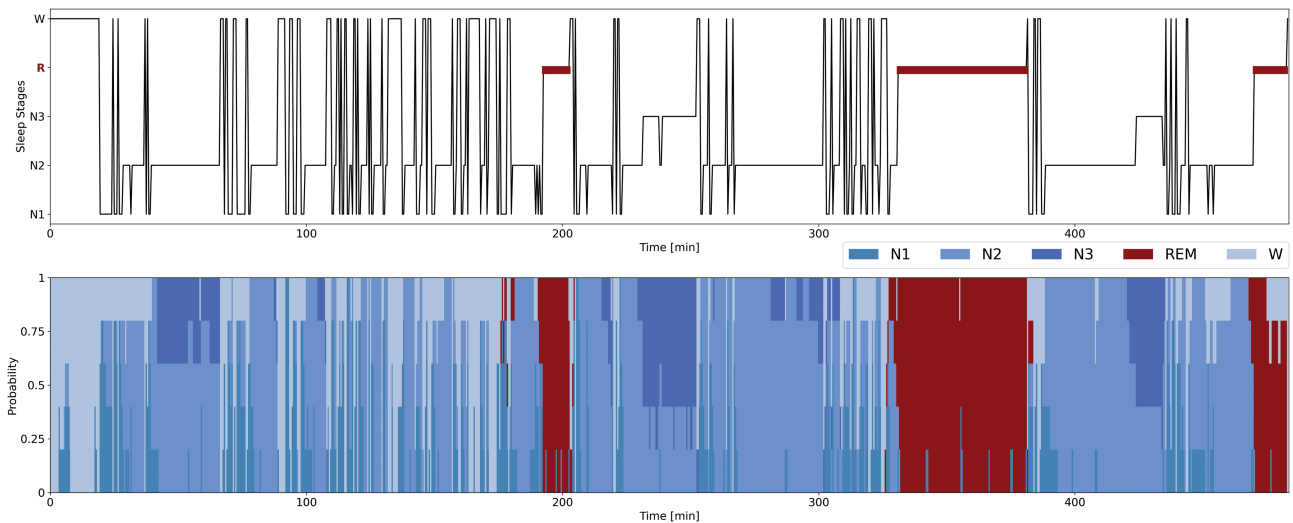 W
R
N3
N2
N1
Sleep Stages
0 100 200 300 400
Time [min]
N1 N2 N3 REM W
1
0.75
0.5
0.25
0
Probability
0 100 200 300 400
Time [min]